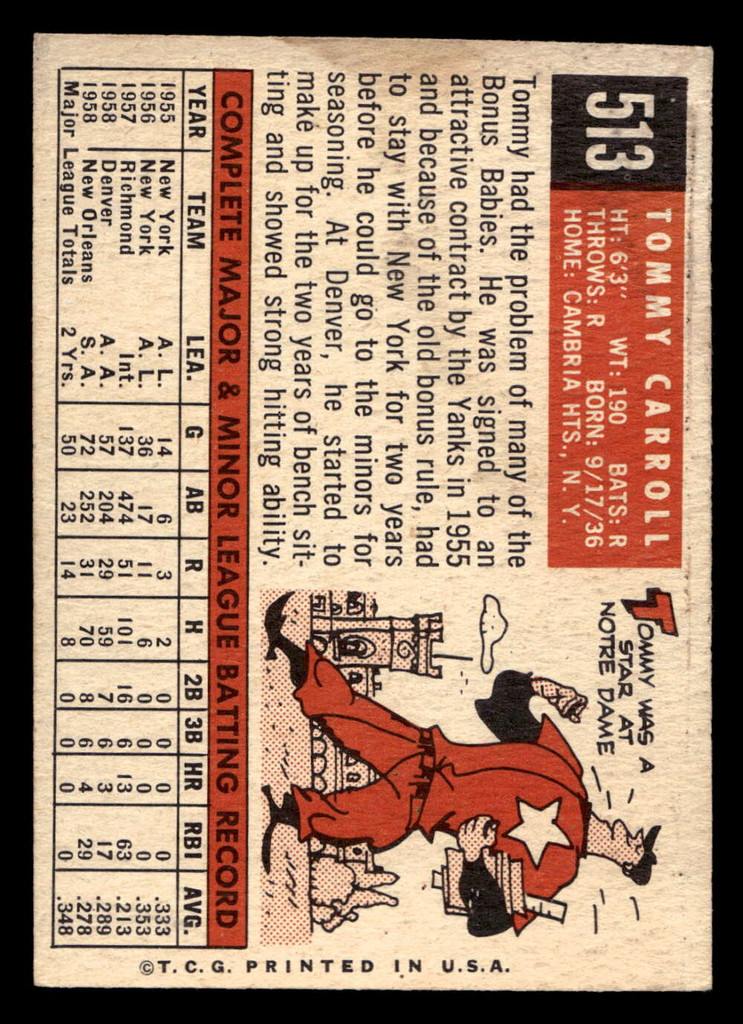 513
TOMMY CARROLL
HT: 6'3" WT: 190 BATS: R
THROWS: R BORN: 9/17/36
HOME: CAMBRIA HTS., N. Y.
Tommy had the problem of many of the
Bonus Babies. He was signed to an
attractive contract by the Yanks in 1955
and because of the old bonus rule, had
to stay with New York for two years
before he could go to the minors for
seasoning. At Denver, he started to
make up for the two years of bench sit-
ting and showed strong hitting ability.
TOMMY WAS A
STAR AT
NOTRE DAME
COMPLETE MAJOR & MINOR LEAGUE BATTING RECORD
YEAR TEAM LEA. G AB R H 2B 3B HR RBI AVG.
1955 New York A. L. 14 6 3 2 0 0 0 0 .333
1956 New York A. L. 36 17 11 6 0 0 0 0 .353
1957 Richmond Int. 137 474 51 101 16 6 13 63 .213
1958 Denver A. A. 57 204 29 59 7 6 3 17 .289
1958 New Orleans S. A. 72 252 31 70 8 6 4 29 .278
Major League Totals 2 Yrs. 50 23 14 8 0 0 0 0 .348
©T.C.G. PRINTED IN U.S.A.